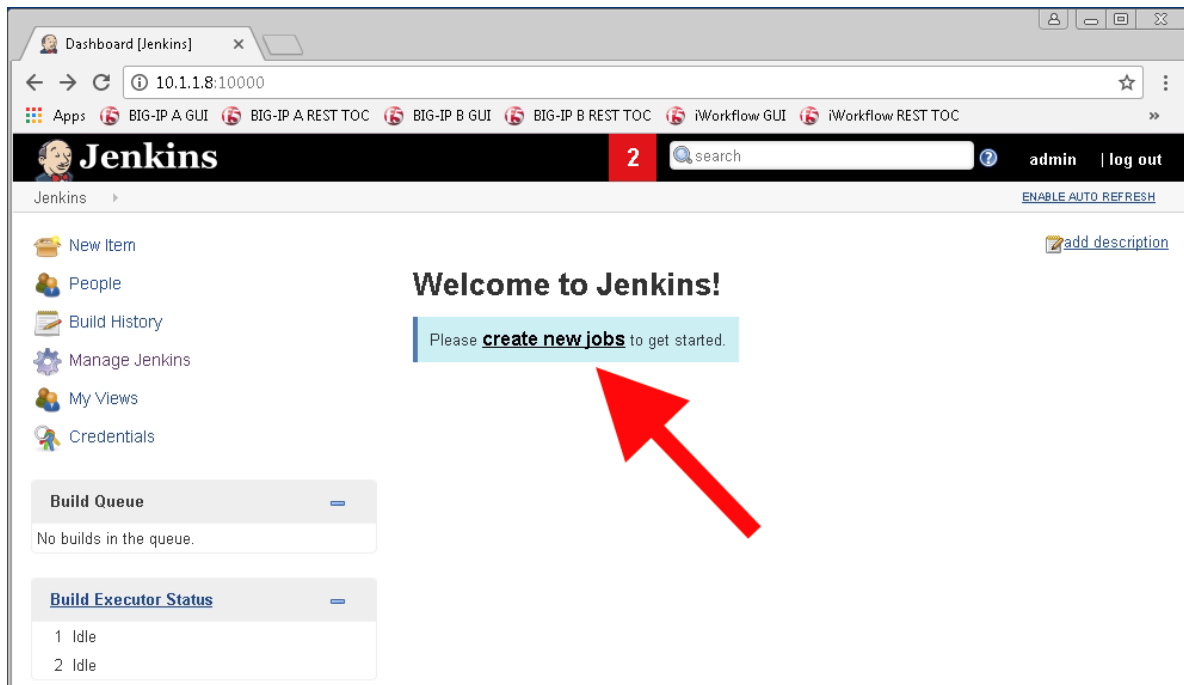 Dashboard [Jenkins]
10.1.1.8:10000
Apps BIG-IP A GUI BIG-IP A REST TOC BIG-IP B GUI BIG-IP B REST TOC iWorkflow GUI iWorkflow REST TOC »
Jenkins 2 search admin | log out
Jenkins ENABLE AUTO REFRESH
New Item add description
People
Welcome to Jenkins!
Build History
Please create new jobs to get started.
Manage Jenkins
My Views
Credentials
Build Queue
No builds in the queue.
Build Executor Status
1 Idle
2 Idle